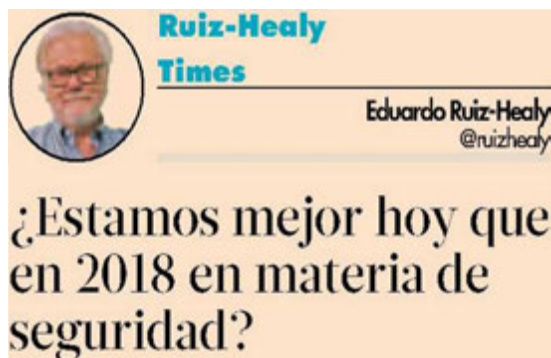 Ruiz-Healy
Times
Eduardo Ruiz-Healy
@ruizhealy
¿Estamos mejor hoy que
en 2018 en materia de
seguridad?